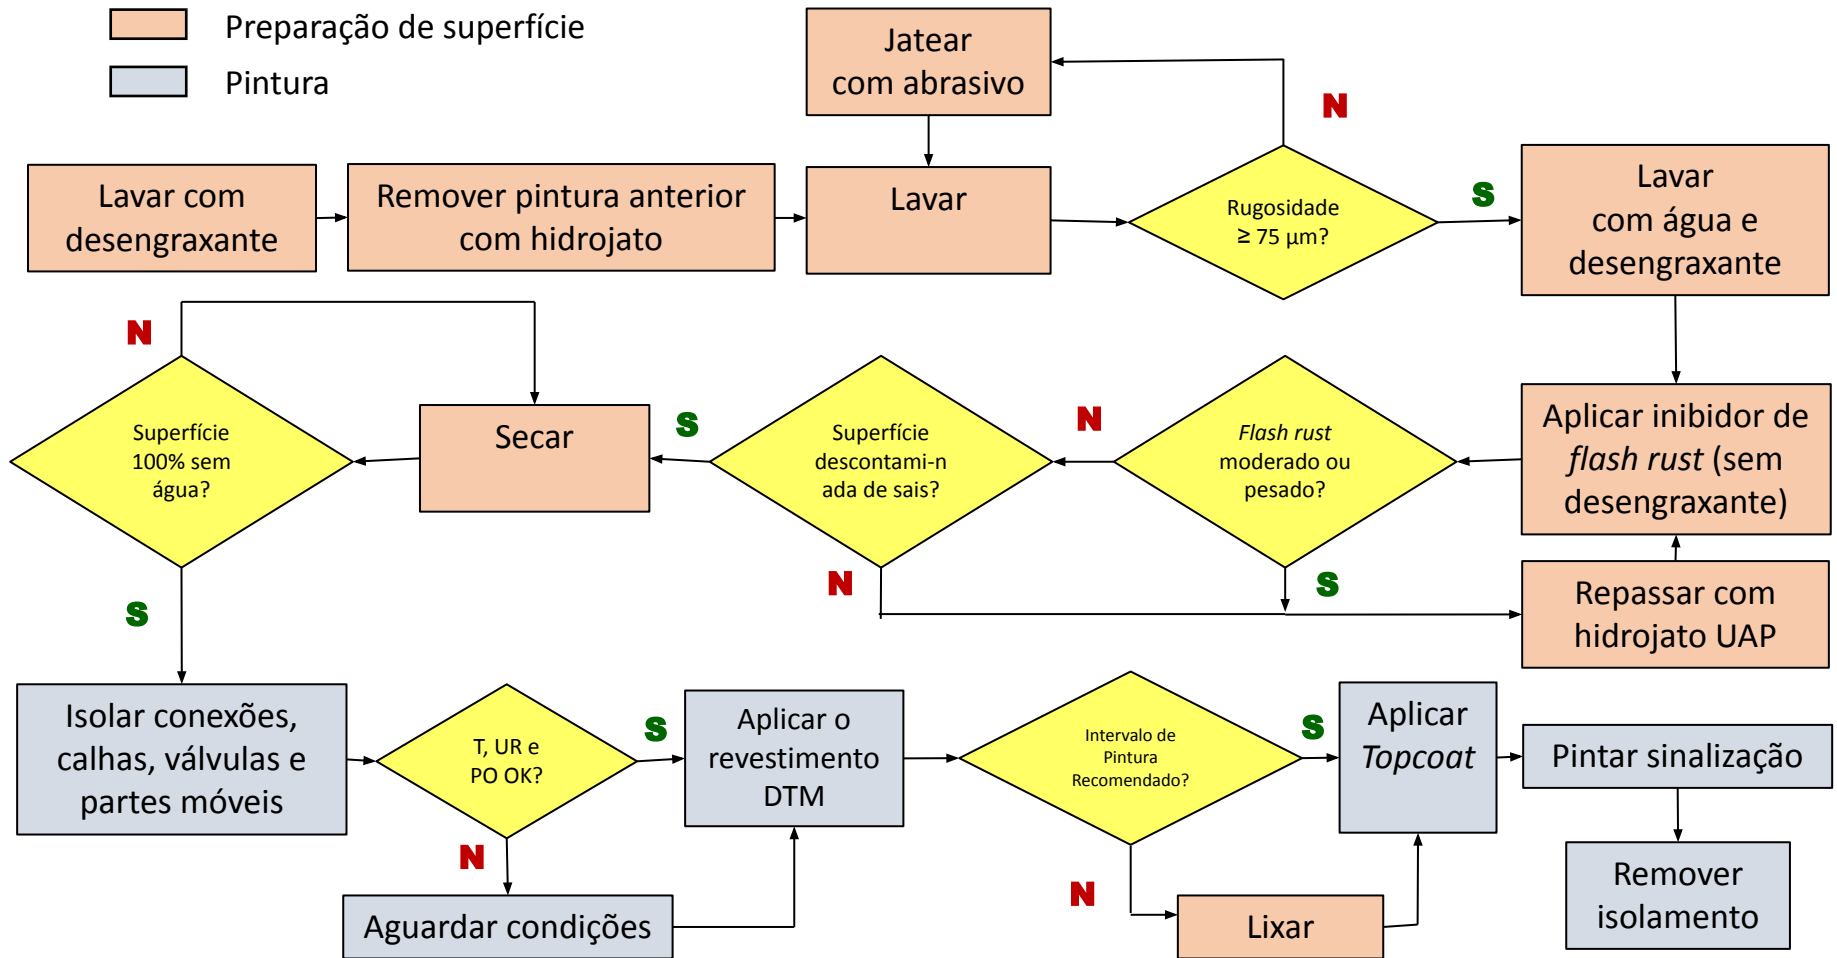 Preparação de superfície
Pintura
Jatear
com abrasivo
N
Lavar com
desengraxante
Remover pintura anterior
com hidrojato
Lavar
Rugosidade
≥ 75 µm?
S
Lavar
com água e
desengraxante
N
Superfície
100% sem
água?
Secar
S
Superfície
descontami-n
ada de sais?
N
Flash rust
moderado ou
pesado?
Aplicar inibidor de
flash rust (sem
desengraxante)
S
N
S
Repassar com
hidrojato UAP
Isolar conexões,
calhas, válvulas e
partes móveis
T, UR e
PO OK?
S
Aplicar o
revestimento
DTM
Intervalo de
Pintura
Recomendado?
S
Aplicar
Topcoat
Pintar sinalização
N
Aguardar condições
N
Lixar
Remover
isolamento